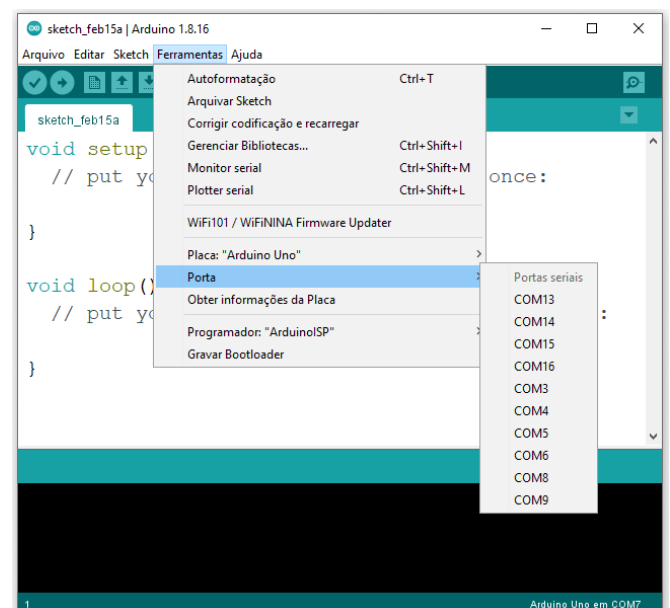 sketch_feb15a | Arduino 1.8.16
Arquivo Editar Sketch Ferramentas Ajuda
sketch_feb15a
void setup
// put yo
once:
}
void loop()
// put yo
:
}
Autoformatação Ctrl+T
Arquivar Sketch
Corrigir codificação e recarregar
Gerenciar Bibliotecas... Ctrl+Shift+I
Monitor serial Ctrl+Shift+M
Plotter serial Ctrl+Shift+L
WiFi101 / WiFiNINA Firmware Updater
Placa: "Arduino Uno"
Porta
Obter informações da Placa
Programador: "ArduinoISP"
Gravar Bootloader
Portas seriais
COM13
COM14
COM15
COM16
COM3
COM4
COM5
COM6
COM8
COM9
1 Arduino Uno em COM7